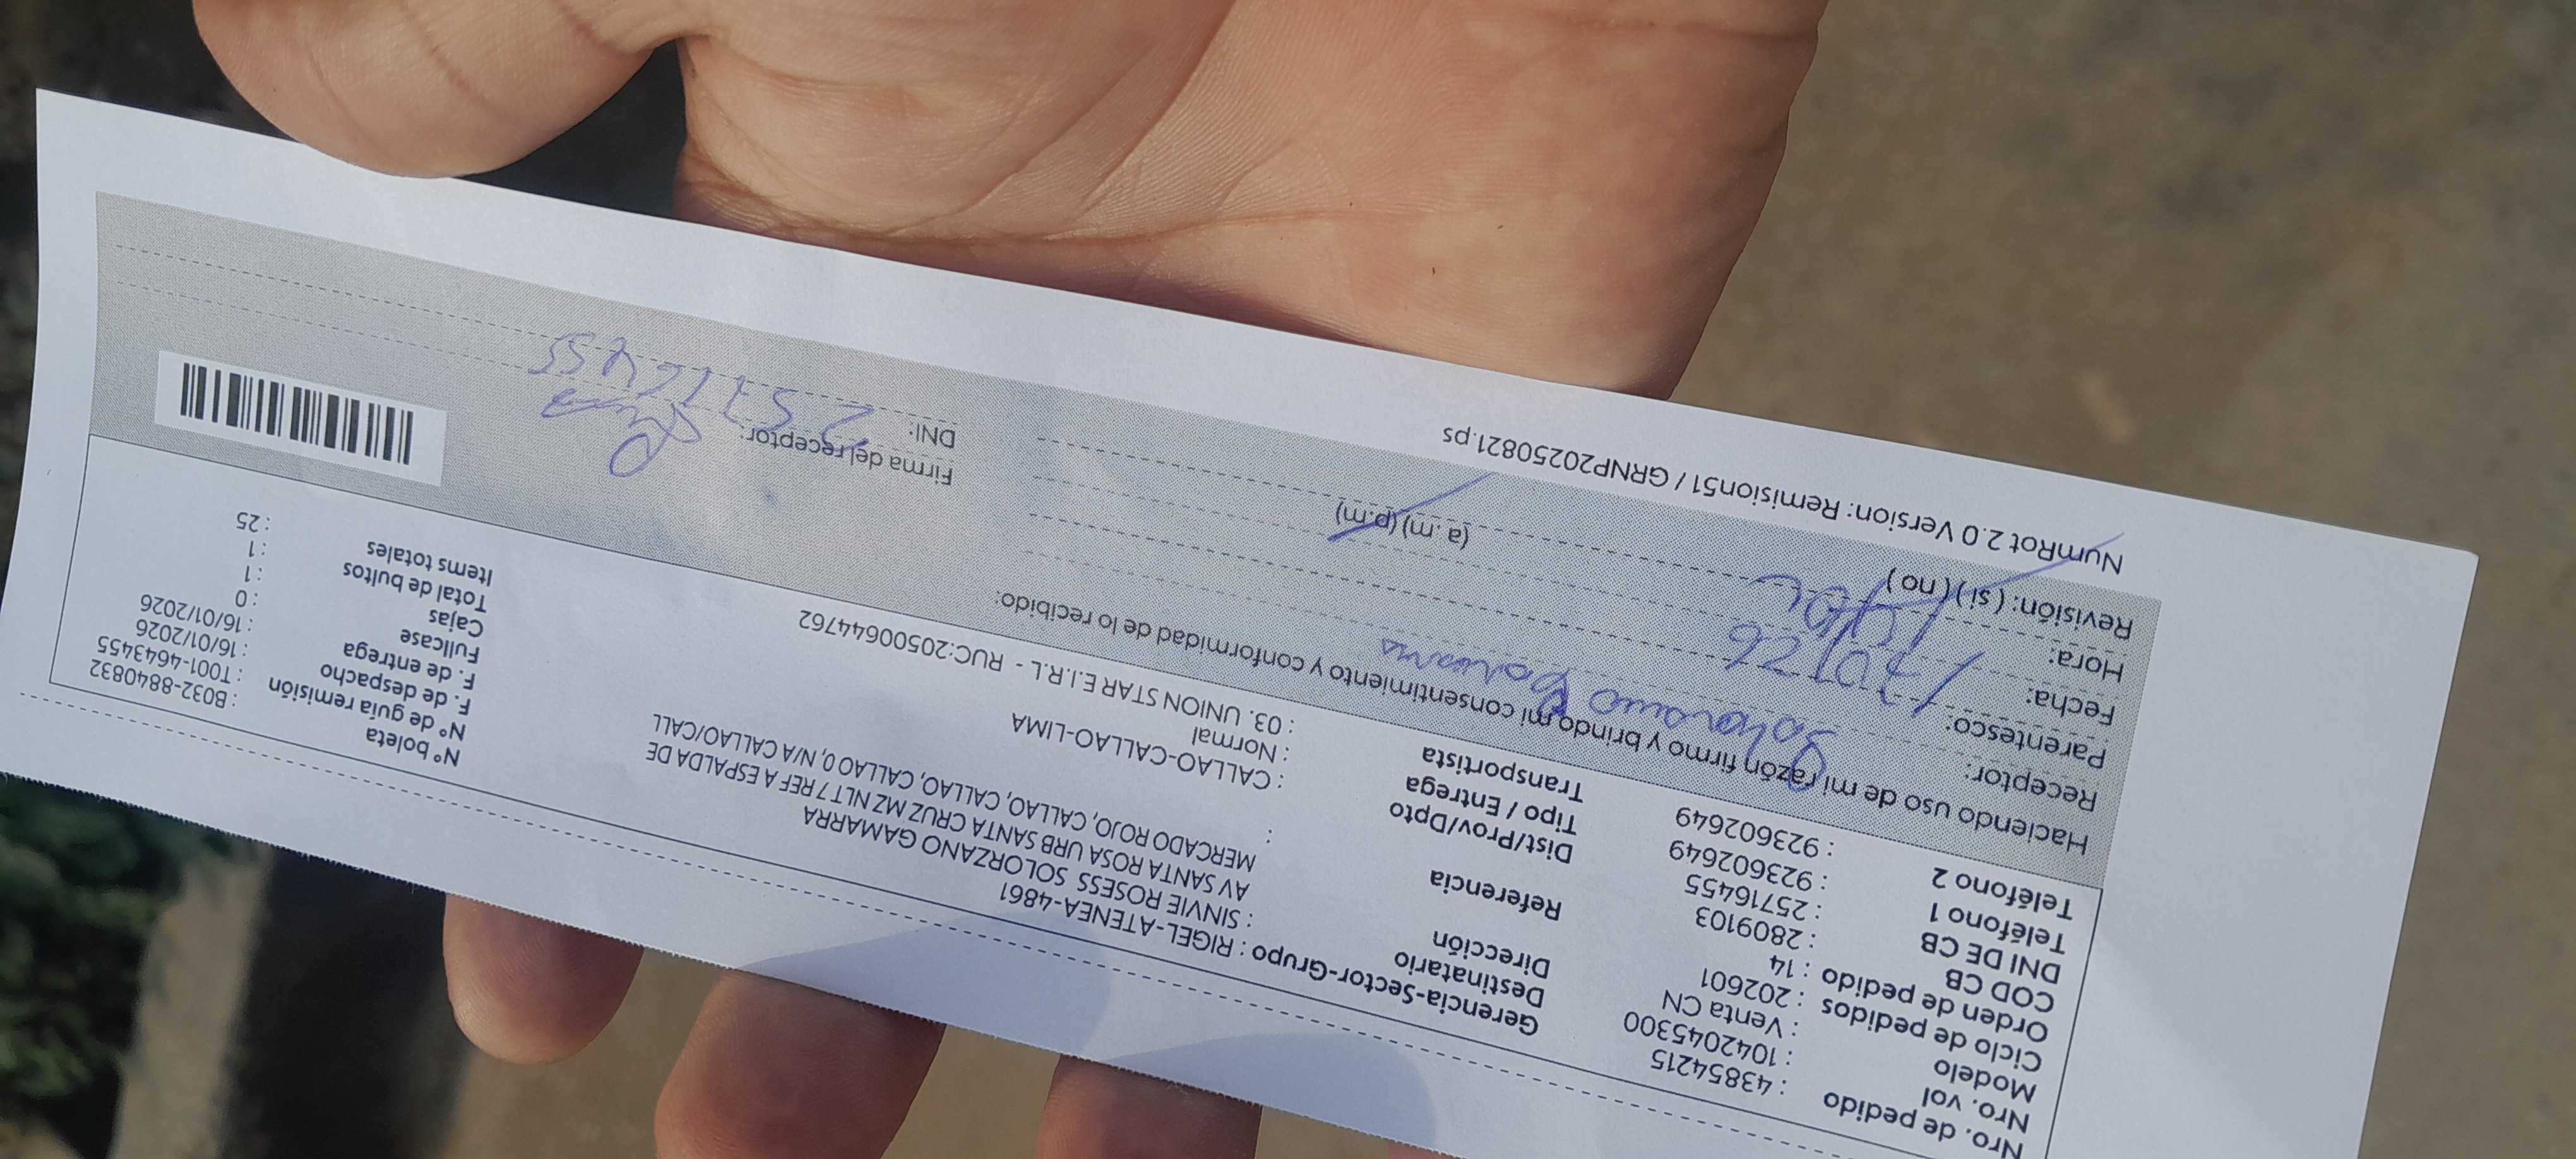 Nro. de pedido : 43854215
Nro. vol : 1042045300
Modelo : Venta CN
Ciclo de pedidos : 202601
Orden de pedido : 14
COD CB : 2809103
DNI DE CB : 25716455
Teléfono 1 : 923602649
Teléfono 2 : 923602649
Gerencia-Sector-Grupo : RIGEL-ATENEA-4861
Destinatario : SINVIE ROSESS SOLORZANO GAMARRA
Dirección AV SANTA ROSA URB SANTA CRUZ MZ NLT 7 REF A ESPALDA DE
MERCADO ROJO, CALLAO, CALLAO, CALLAO 0, N/A CALLAO/CALL
Referencia :
Dist/Prov/Dpto : CALLAO-CALLAO-LIMA
Tipo / Entrega : Normal
Transportista : 03. UNION STAR E.I.R.L - RUC:20500644762
N° boleta : B032-8840832
N° de guía remisión : T001-4643455
F. de despacho : 16/01/2026
F. de entrega : 16/01/2026
Fullcase : 0
Cajas : 1
Total de bultos : 1
Items totales : 25
Haciendo uso de mi razón firmo y brindo mi consentimiento y conformidad de lo recibido:
Receptor:
Parentesco:
Fecha:
Hora: (a.m) (p.m)
Revisión: ( si ) ( no )
Firma del receptor:
DNI: 25716455
NumRot 2.0 Version: Remision51 / GRNP20250821.ps